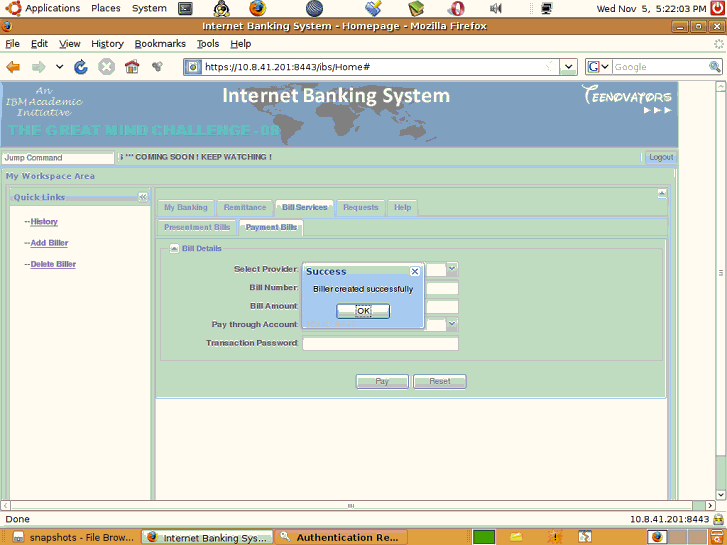 Applications Places System Wed Nov 5, 5:22:03 PM
Internet Banking System - Homepage - Mozilla Firefox
File Edit View History Bookmarks Tools Help
https://10.8.41.201:8443/ibs/Home# Google
An
IBM Academic
Initiative
Internet Banking System
TEENOVATORS
THE GREAT MIND CHALLENGE -08
Jump Command *** COMING SOON ! KEEP WATCHING ! Logout
My Workspace Area
Quick Links
--History
--Add Biller
--Delete Biller
My Banking Remittance Bill Services Requests Help
Presentment Bills Payment Bills
Bill Details
Select Provider
Bill Number
Bill Amount
Pay through Account
Transaction Password
Success
Biller created successfully
OK
Pay Reset
Done 10.8.41.201:8443
snapshots - File Brow... Internet Banking Sys... Authentication Re...